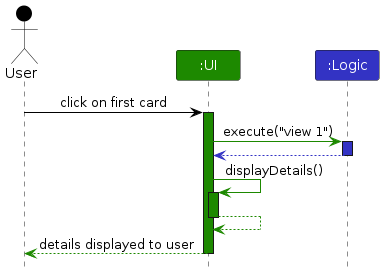 User
:UI
:Logic
click on first card
execute("view 1")
displayDetails()
details displayed to user